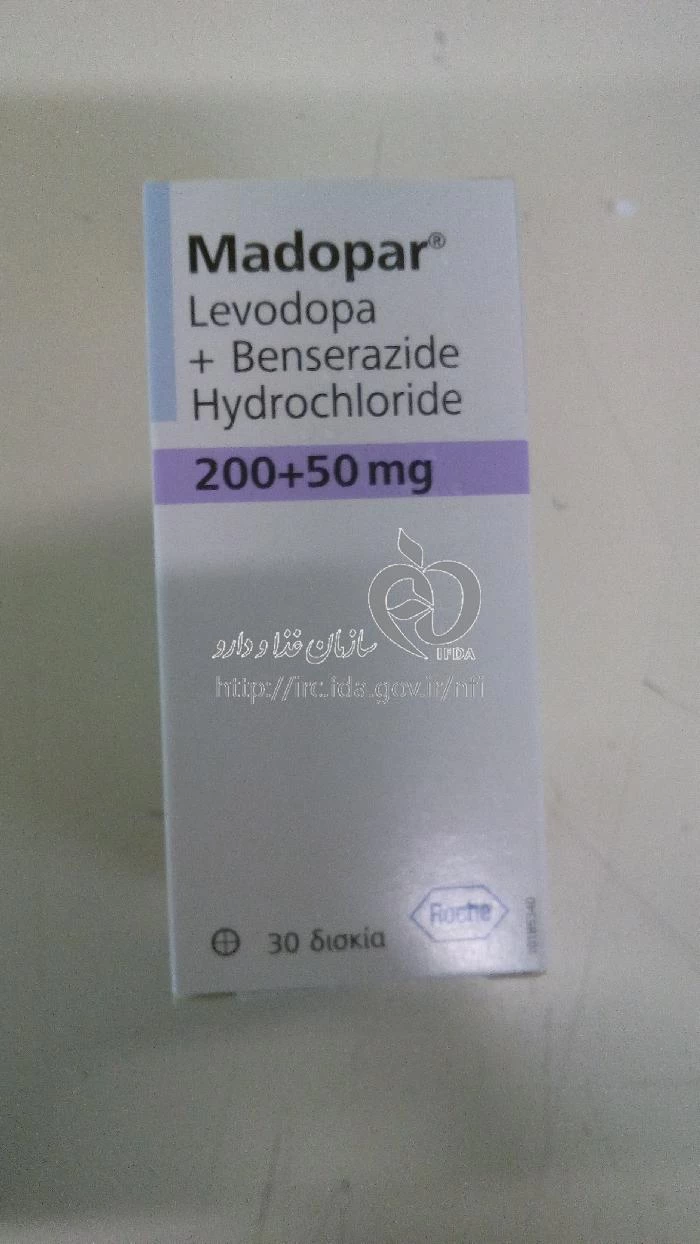 Madopar®
Levodopa
+ Benserazide
Hydrochloride
200+50 mg
IFDA
سازمان غذا و دارو
http://irc.fda.gov.ir/nfi
Roche
30 δισκία